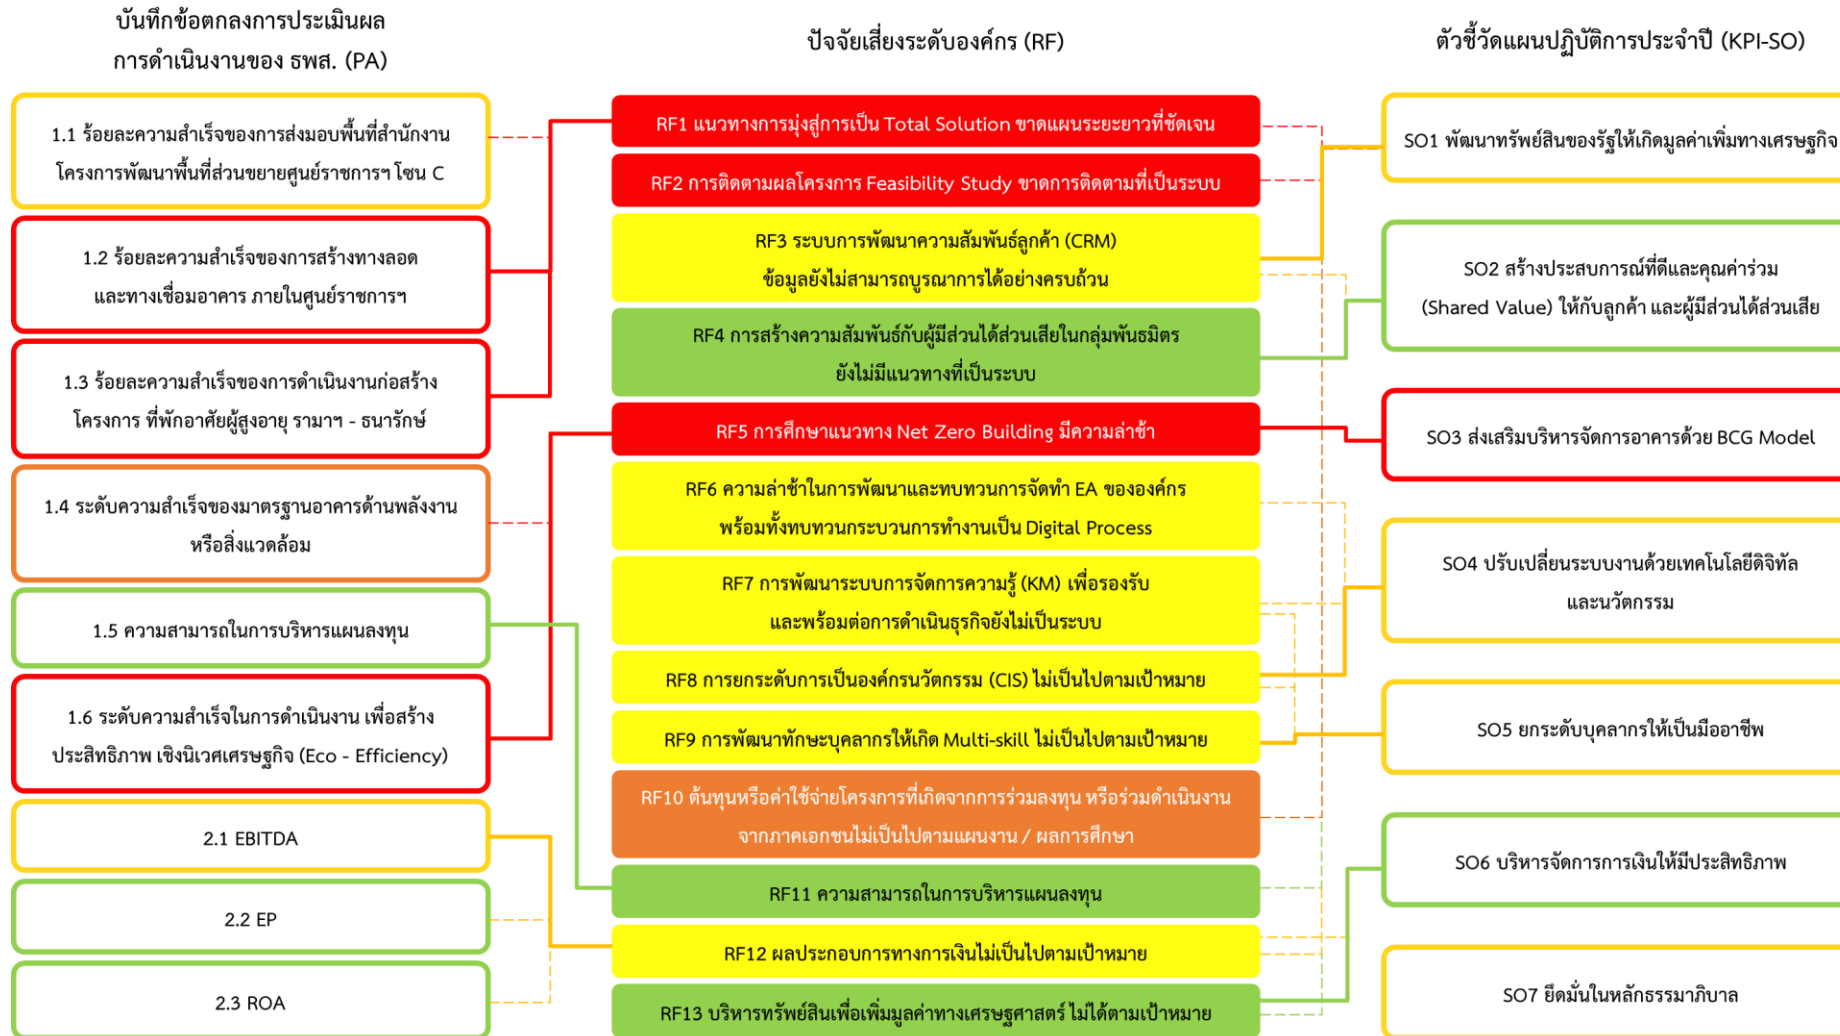 บันทึกข้อตกลงการประเมินผล
การดำเนินงานของ ธพส. (PA)
1.1 ร้อยละความสำเร็จของการส่งมอบพื้นที่สำนักงาน
โครงการพัฒนาพื้นที่ส่วนขยายศูนย์ราชการฯ โซน C
1.2 ร้อยละความสำเร็จของการสร้างทางลอด
และทางเชื่อมอาคาร ภายในศูนย์ราชการฯ
1.3 ร้อยละความสำเร็จของการดำเนินงานก่อสร้าง
โครงการ ที่พักอาศัยผู้สูงอายุ รามาฯ - ธนารักษ์
1.4 ระดับความสำเร็จของมาตรฐานอาคารด้านพลังงาน
หรือสิ่งแวดล้อม
1.5 ความสามารถในการบริหารแผนลงทุน
1.6 ระดับความสำเร็จในการดำเนินงาน เพื่อสร้าง
ประสิทธิภาพ เชิงนิเวศเศรษฐกิจ (Eco - Efficiency)
2.1 EBITDA
2.2 EP
2.3 ROA
ปัจจัยเสี่ยงระดับองค์กร (RF)
RF1 แนวทางการมุ่งสู่การเป็น Total Solution ขาดแผนระยะยาวที่ชัดเจน
RF2 การติดตามผลโครงการ Feasibility Study ขาดการติดตามที่เป็นระบบ
RF3 ระบบการพัฒนาความสัมพันธ์ลูกค้า (CRM)
ข้อมูลยังไม่สามารถบูรณาการได้อย่างครบถ้วน
RF4 การสร้างความสัมพันธ์กับผู้มีส่วนได้ส่วนเสียในกลุ่มพันธมิตร
ยังไม่มีแนวทางที่เป็นระบบ
RF5 การศึกษาแนวทาง Net Zero Building มีความล่าช้า
RF6 ความล่าช้าในการพัฒนาและทบทวนการจัดทำ EA ขององค์กร
พร้อมทั้งทบทวนกระบวนการทำงานเป็น Digital Process
RF7 การพัฒนาระบบการจัดการความรู้ (KM) เพื่อรองรับ
และพร้อมต่อการดำเนินธุรกิจยังไม่เป็นระบบ
RF8 การยกระดับการเป็นองค์กรนวัตกรรม (CIS) ไม่เป็นไปตามเป้าหมาย
RF9 การพัฒนาทักษะบุคลากรให้เกิด Multi-skill ไม่เป็นไปตามเป้าหมาย
RF10 ต้นทุนหรือค่าใช้จ่ายโครงการที่เกิดจากการร่วมลงทุน หรือร่วมดำเนินงาน
จากภาคเอกชนไม่เป็นไปตามแผนงาน / ผลการศึกษา
RF11 ความสามารถในการบริหารแผนลงทุน
RF12 ผลประกอบการทางการเงินไม่เป็นไปตามเป้าหมาย
RF13 บริหารทรัพย์สินเพื่อเพิ่มมูลค่าทางเศรษฐศาสตร์ ไม่ได้ตามเป้าหมาย
ตัวชี้วัดแผนปฏิบัติการประจำปี (KPI-SO)
SO1 พัฒนาทรัพย์สินของรัฐให้เกิดมูลค่าเพิ่มทางเศรษฐกิจ
SO2 สร้างประสบการณ์ที่ดีและคุณค่าร่วม
(Shared Value) ให้กับลูกค้า และผู้มีส่วนได้ส่วนเสีย
SO3 ส่งเสริมบริหารจัดการอาคารด้วย BCG Model
SO4 ปรับเปลี่ยนระบบงานด้วยเทคโนโลยีดิจิทัล
และนวัตกรรม
SO5 ยกระดับบุคลากรให้เป็นมืออาชีพ
SO6 บริหารจัดการการเงินให้มีประสิทธิภาพ
SO7 ยึดมั่นในหลักธรรมาภิบาล